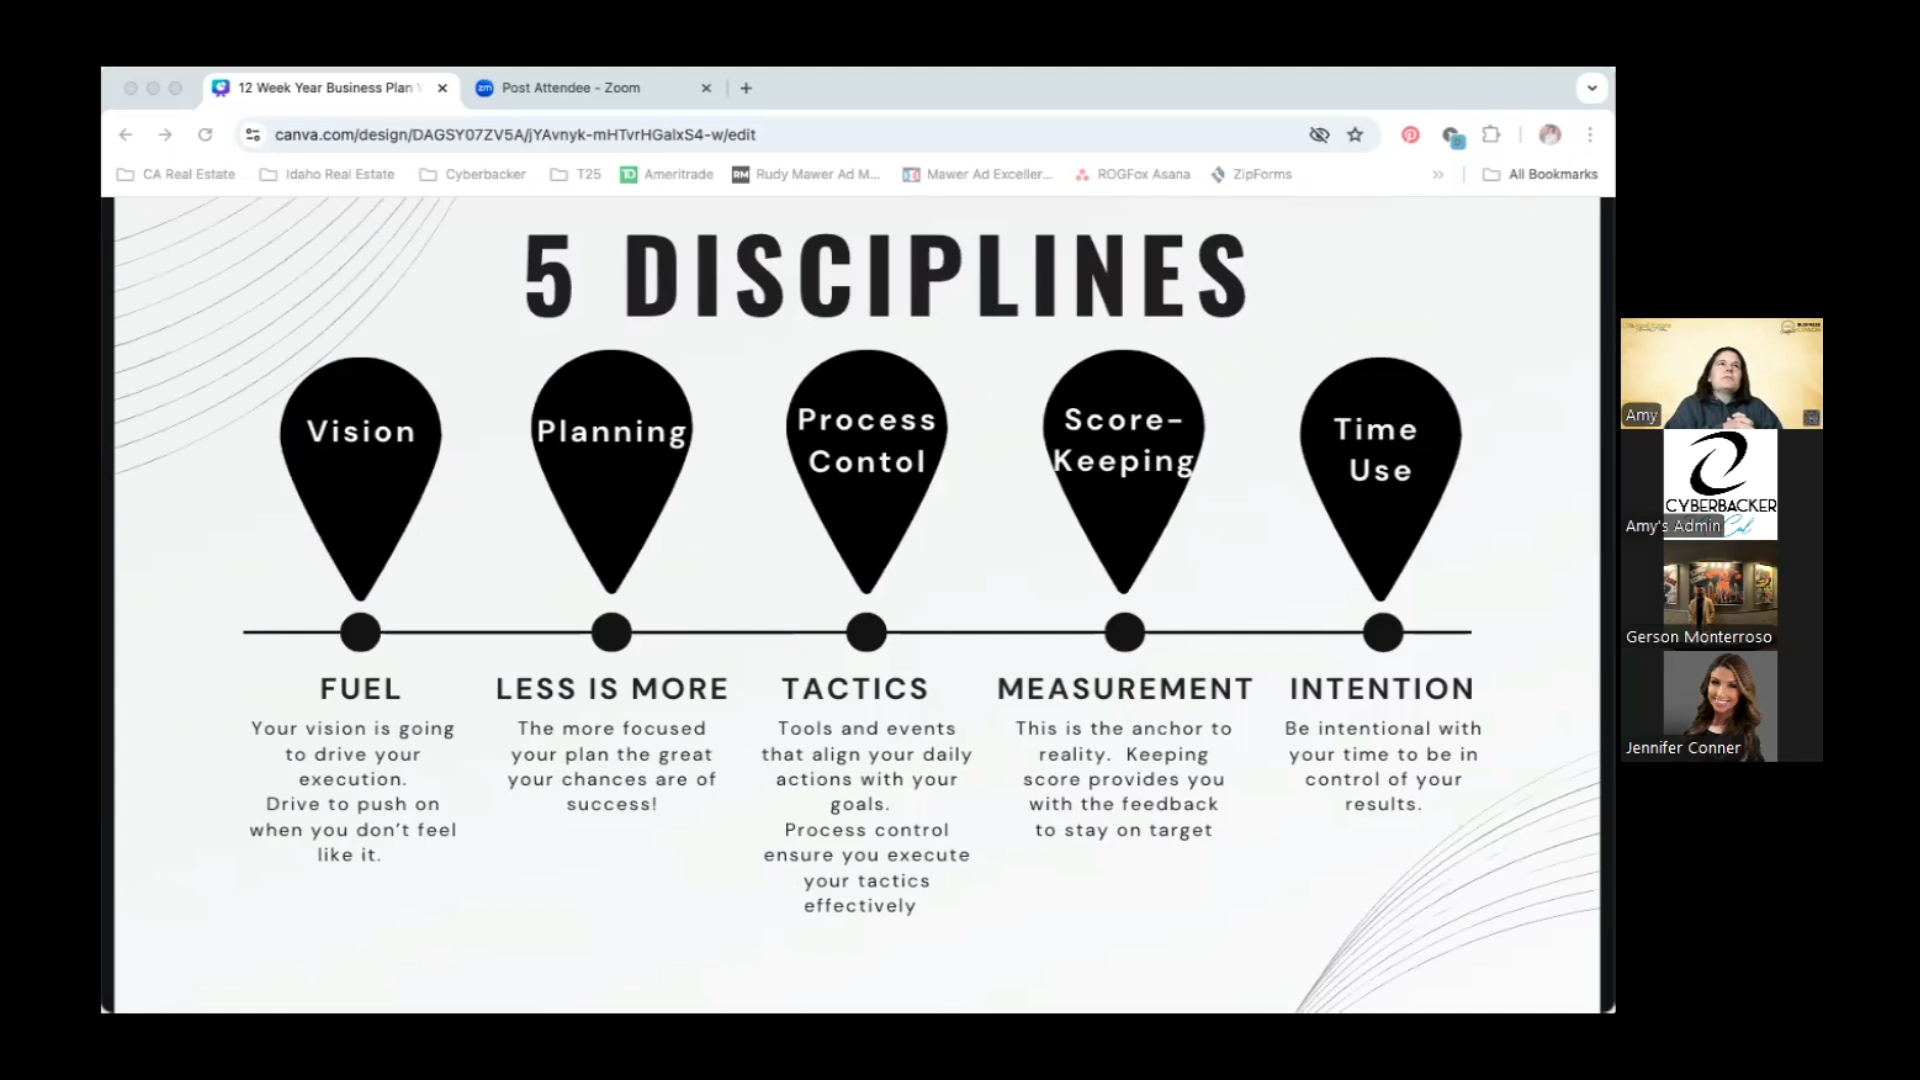 12 Week Year Business Plan
Post Attendee - Zoom
canva.com/design/DAGSY07ZV5A/jYAvnyk-mHTvrHGalxS4-w/edit
CA Real Estate
Idaho Real Estate
Cyberbacker
T25
Ameritrade
Rudy Mawer Ad M...
Mawer Ad Exceller...
ROGFox Asana
ZipForms
All Bookmarks
5 DISCIPLINES
Vision
Planning
Process
Contol
Score-
Keeping
Time
Use
FUEL
Your vision is going
to drive your
execution.
Drive to push on
when you don't feel
like it.
LESS IS MORE
The more focused
your plan the great
your chances are of
success!
TACTICS
Tools and events
that align your daily
actions with your
goals.
Process control
ensure you execute
your tactics
effectively
MEASUREMENT
This is the anchor to
reality. Keeping
score provides you
with the feedback
to stay on target
INTENTION
Be intentional with
your time to be in
control of your
results.
Amy
CYBERBACKER
Amy's Admin
Gerson Monterroso
Jennifer Conner